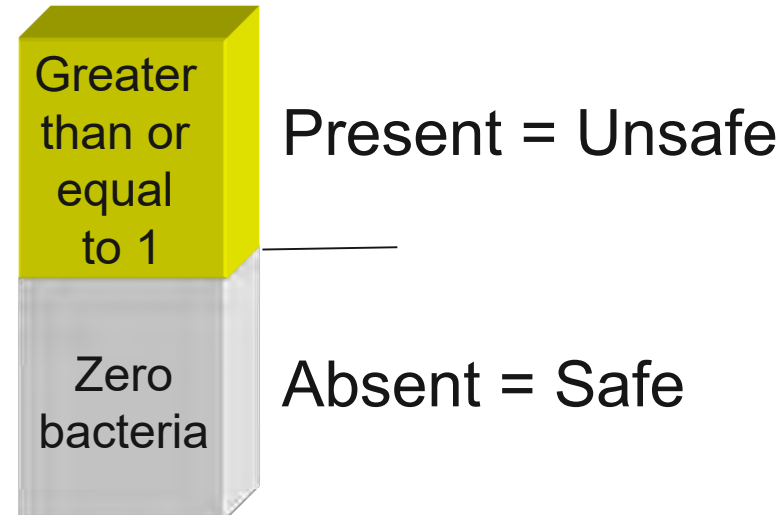 Greater
than or
equal
to 1
Present = Unsafe
Zero
bacteria
Absent = Safe